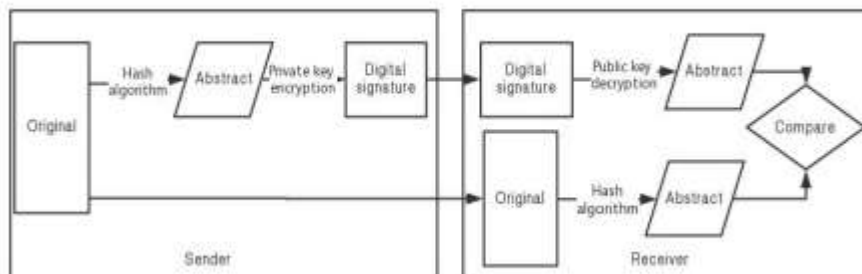 Original
Hash
algorithm
Abstract
Private key
encryption
Digital
signature
Sender
Digital
signature
Public key
decryption
Abstract
Compare
Original
Hash
algorithm
Abstract
Receiver